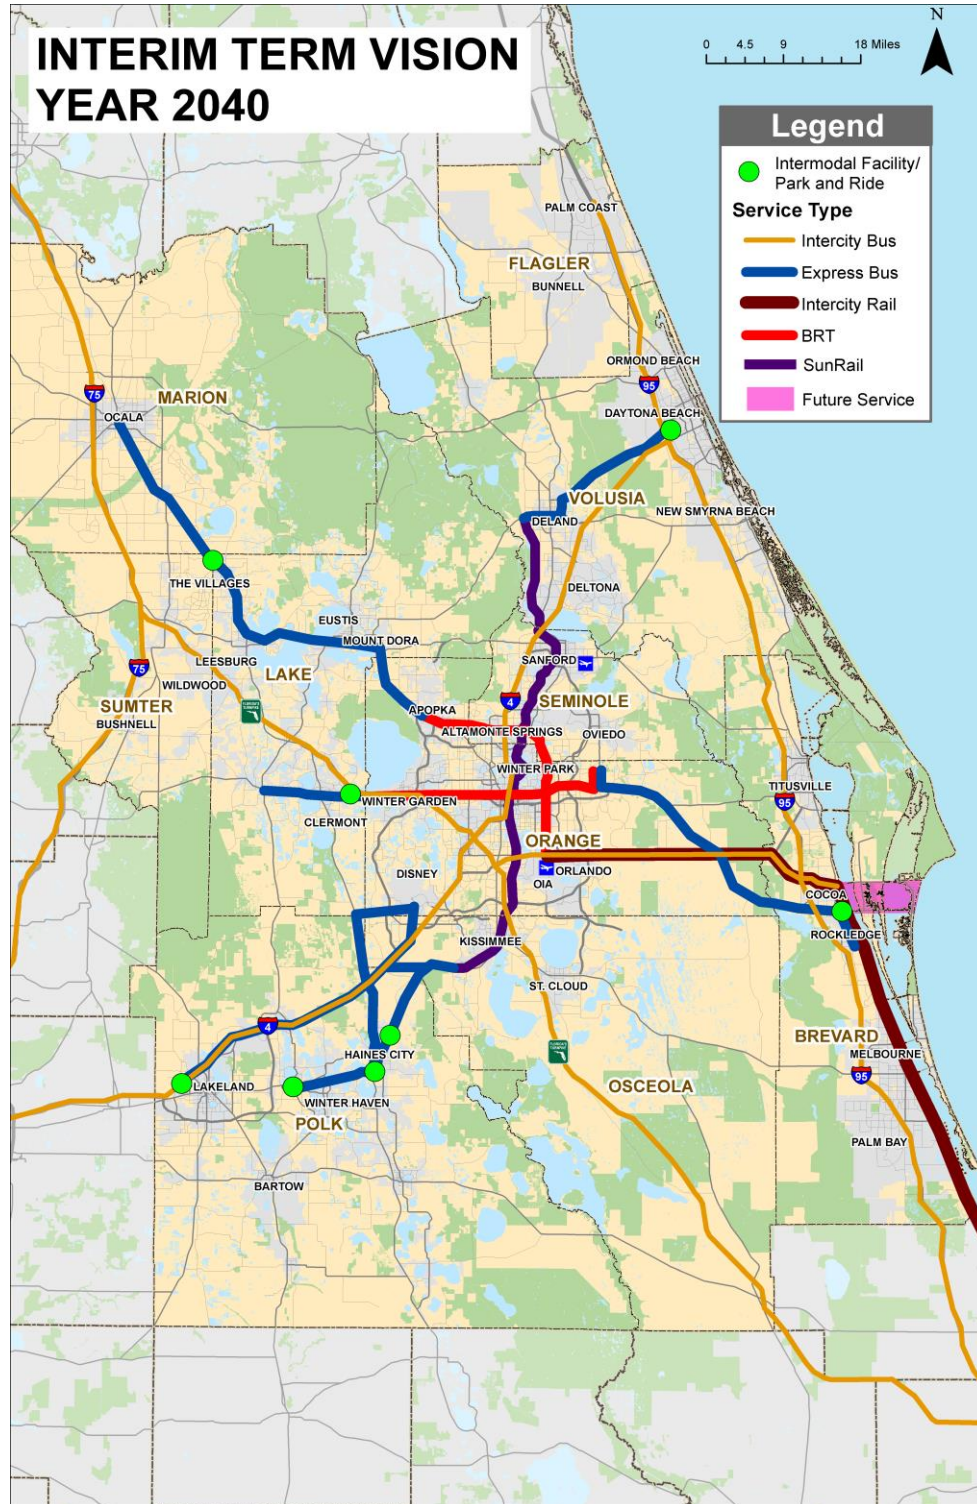 INTERIM TERM VISION
YEAR 2040
N
0 4.5 9 18 Miles
Legend
Intermodal Facility/
Park and Ride
Service Type
Intercity Bus
Express Bus
Intercity Rail
BRT
SunRail
Future Service
PALM COAST
FLAGLER
BUNNELL
ORMOND BEACH
95
75
MARION
OCALA
DAYTONA BEACH
VOLUSIA
NEW SMYRNA BEACH
DELAND
THE VILLAGES
DELTONA
EUSTIS
MOUNT DORA
75
LEESBURG
SANFORD
LAKE
WILDWOOD
SUMTER
BUSHNELL
4
SEMINOLE
APOPKA
ALTAMONTE SPRINGS
OVIEDO
WINTER PARK
TITUSVILLE
95
WINTER GARDEN
CLERMONT
ORANGE
DISNEY
ORLANDO
OIA
COCOA
ROCKLEDGE
KISSIMMEE
ST. CLOUD
4
BREVARD
HAINES CITY
MELBOURNE
95
LAKELAND
OSCEOLA
WINTER HAVEN
POLK
PALM BAY
BARTOW